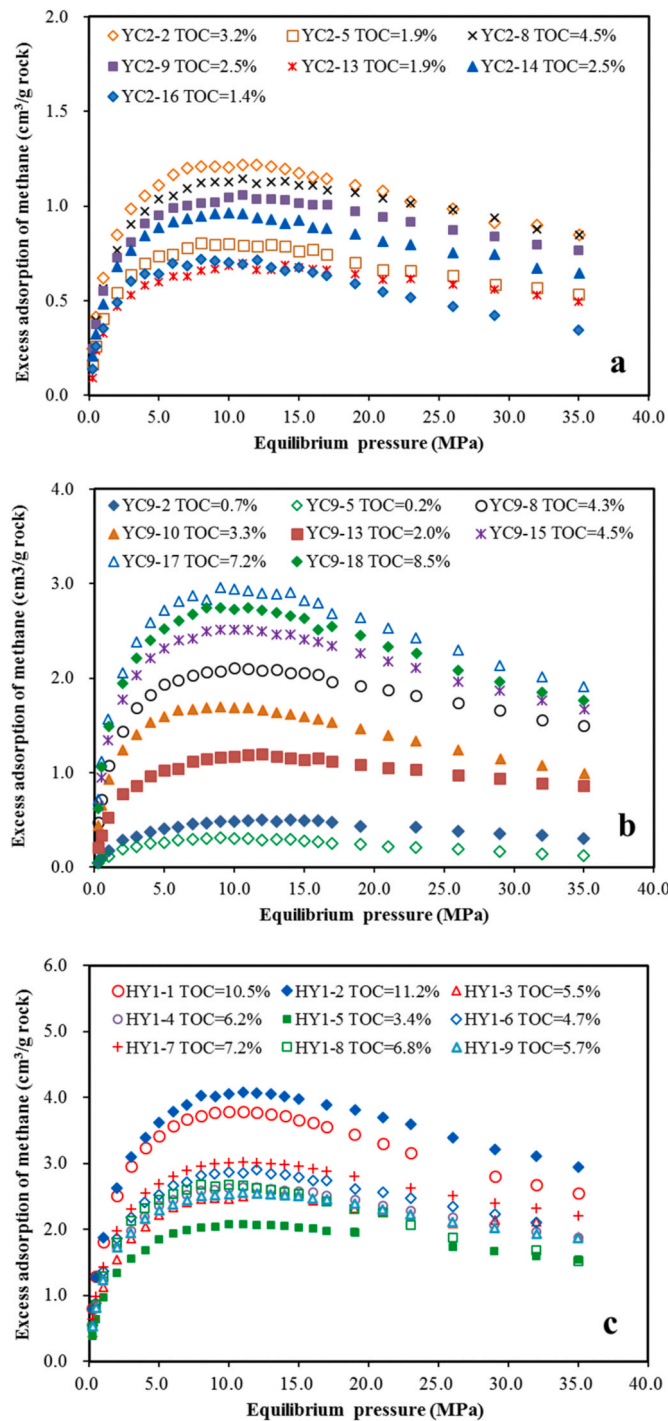 YC2-2 TOC=3.2% YC2-5 TOC=1.9% YC2-8 TOC=4.5%
YC2-9 TOC=2.5% YC2-13 TOC=1.9% YC2-14 TOC=2.5%
YC2-16 TOC=1.4%
2.0
1.5
1.0
0.5
0.0
Excess adsorption of methane (cm³/g rock)
a
0.0 5.0 10.0 15.0 20.0 25.0 30.0 35.0 40.0
Equilibrium pressure (MPa)
YC9-2 TOC=0.7% YC9-5 TOC=0.2% YC9-8 TOC=4.3%
YC9-10 TOC=3.3% YC9-13 TOC=2.0% YC9-15 TOC=4.5%
YC9-17 TOC=7.2% YC9-18 TOC=8.5%
4.0
3.0
2.0
1.0
0.0
Excess adsorption of methane (cm3/g rock)
b
0.0 5.0 10.0 15.0 20.0 25.0 30.0 35.0 40.0
Equilibrium pressure (MPa)
HY1-1 TOC=10.5% HY1-2 TOC=11.2% HY1-3 TOC=5.5%
HY1-4 TOC=6.2% HY1-5 TOC=3.4% HY1-6 TOC=4.7%
HY1-7 TOC=7.2% HY1-8 TOC=6.8% HY1-9 TOC=5.7%
6.0
5.0
4.0
3.0
2.0
1.0
0.0
Excess adsorption of methane (cm³/g rock)
c
0.0 5.0 10.0 15.0 20.0 25.0 30.0 35.0 40.0
Equilibrium pressure (MPa)